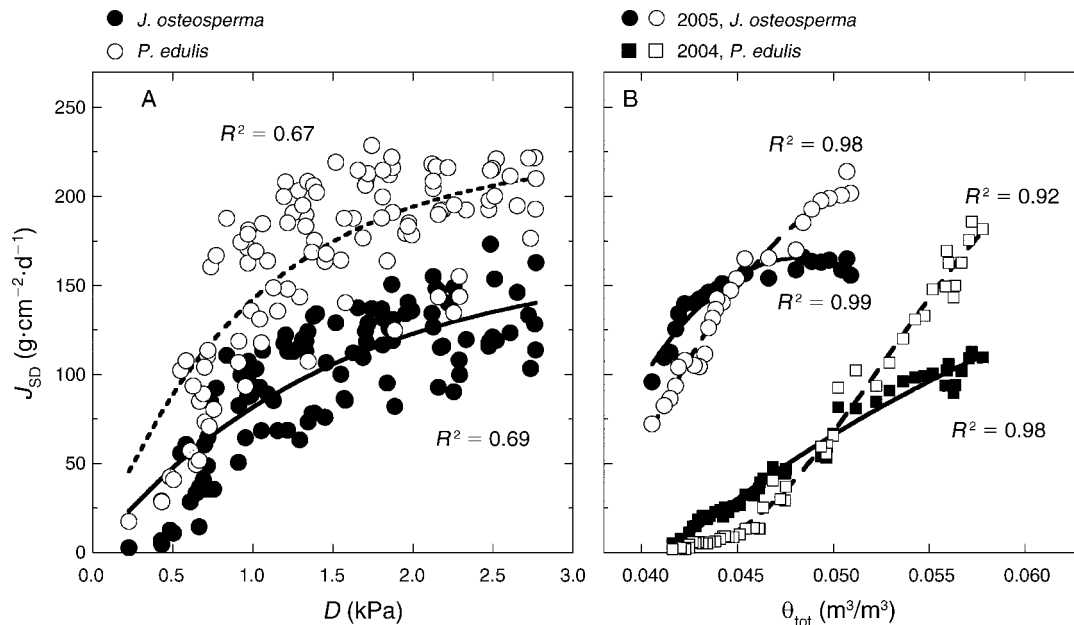 J. osteosperma
P. edulis
2005, J. osteosperma
2004, P. edulis
A
R² = 0.67
R² = 0.69
250
200
150
100
50
0
J_SD (g·cm⁻²·d⁻¹)
0.0 0.5 1.0 1.5 2.0 2.5 3.0
D (kPa)
B
R² = 0.98
R² = 0.92
R² = 0.99
R² = 0.98
0.040 0.045 0.050 0.055 0.060
θ_tot (m³/m³)